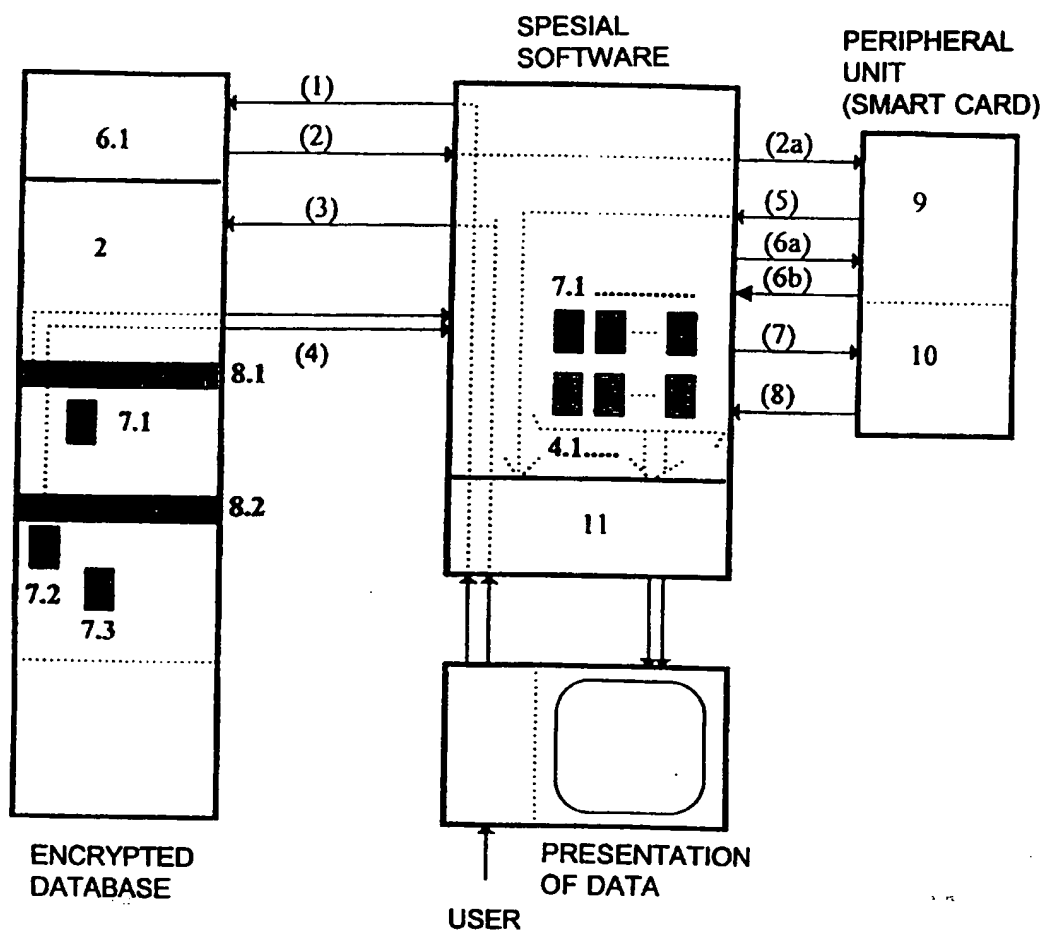 SPESIAL
SOFTWARE
PERIPHERAL
UNIT
(SMART CARD)
(1)
6.1
(2)
(2a)
(3)
(5)
9
2
(6a)
7.1 ..................
(6b)
(4)
(7)
10
8.1
7.1
(8)
4.1.....
8.2
11
7.2
7.3
ENCRYPTED
DATABASE
PRESENTATION
OF DATA
USER